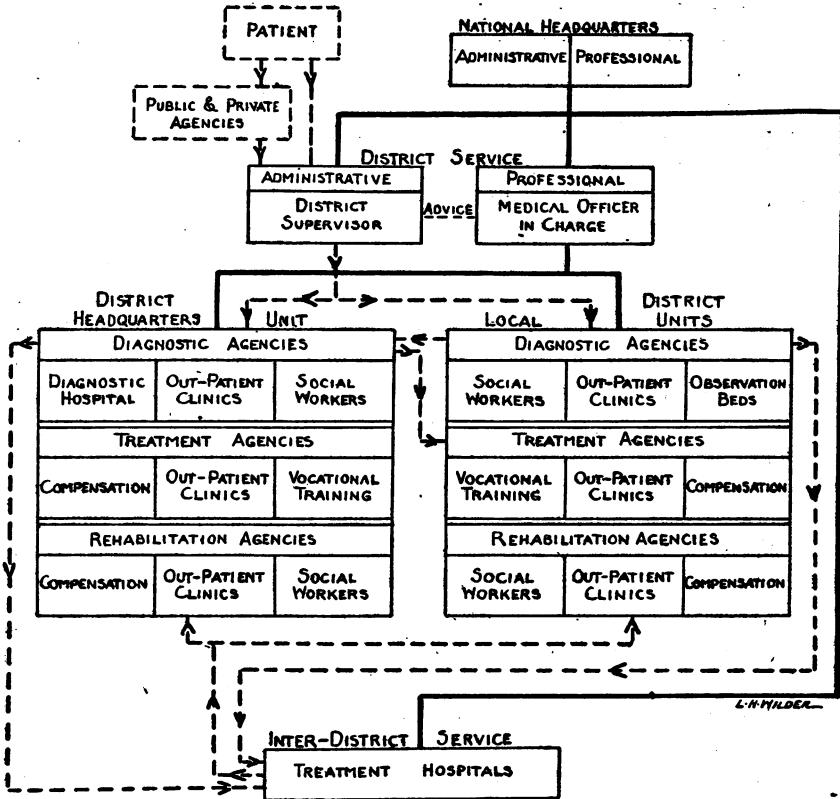 PATIENT
NATIONAL HEADQUARTERS
ADMINISTRATIVE PROFESSIONAL
PUBLIC & PRIVATE
AGENCIES
DISTRICT SERVICE
ADMINISTRATIVE
DISTRICT
SUPERVISOR
ADVICE
PROFESSIONAL
MEDICAL OFFICER
IN CHARGE
DISTRICT
HEADQUARTERS UNIT
DIAGNOSTIC AGENCIES
DIAGNOSTIC
HOSPITAL
OUT-PATIENT
CLINICS
SOCIAL
WORKERS
TREATMENT AGENCIES
COMPENSATION
OUT-PATIENT
CLINICS
VOCATIONAL
TRAINING
REHABILITATION AGENCIES
COMPENSATION
OUT-PATIENT
CLINICS
SOCIAL
WORKERS
DISTRICT
LOCAL UNITS
DIAGNOSTIC AGENCIES
SOCIAL
WORKERS
OUT-PATIENT
CLINICS
OBSERVATION
BEDS
TREATMENT AGENCIES
VOCATIONAL
TRAINING
OUT-PATIENT
CLINICS
COMPENSATION
REHABILITATION AGENCIES
SOCIAL
WORKERS
OUT-PATIENT
CLINICS
COMPENSATION
L.H. WILDER
INTER-DISTRICT SERVICE
TREATMENT HOSPITALS